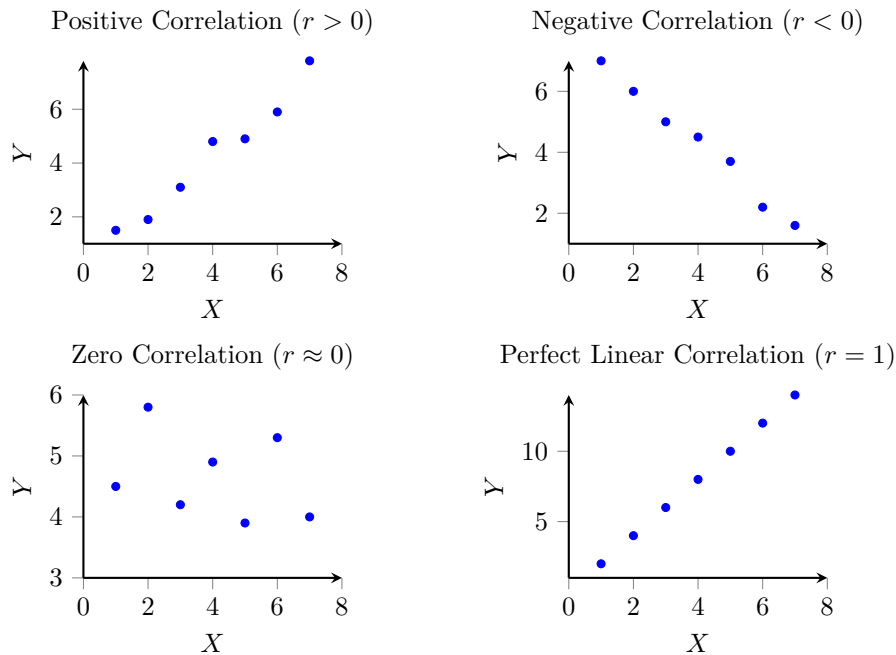 Positive Correlation (r > 0)
6
4
2
Y
0 2 4 6 8
X
Negative Correlation (r < 0)
6
4
2
Y
0 2 4 6 8
X
Zero Correlation (r ≈ 0)
6
5
4
3
Y
0 2 4 6 8
X
Perfect Linear Correlation (r = 1)
10
5
Y
0 2 4 6 8
X